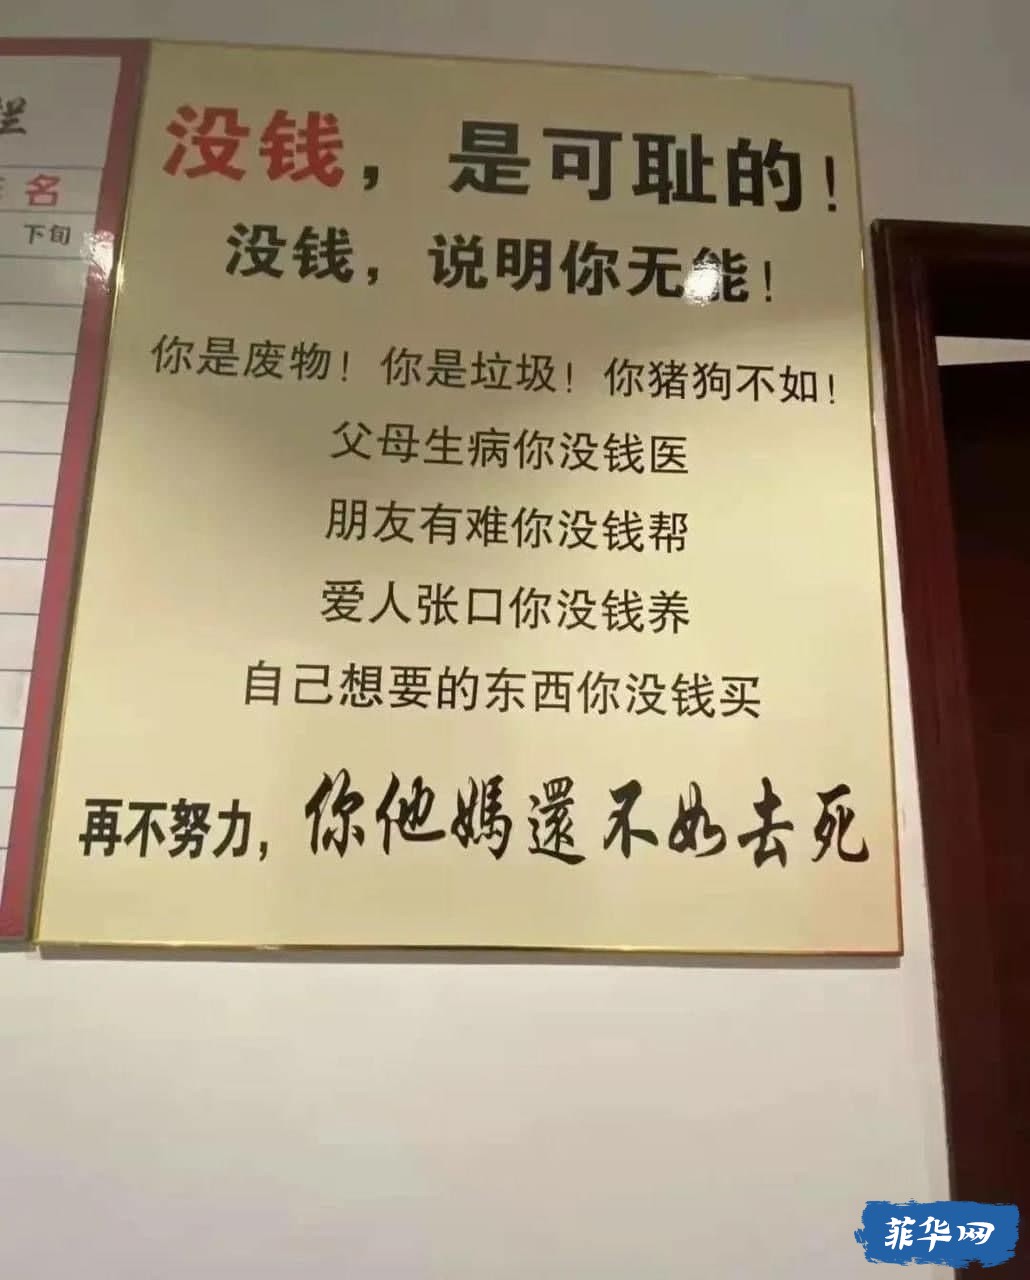 栏
名
下旬
没钱，是可耻的！
没钱，说明你无能！
你是废物！你是垃圾！你猪狗不如！
父母生病你没钱医
朋友有难你没钱帮
爱人张口你没钱养
自己想要的东西你没钱买
再不努力，你他媽還不如去死
菲华网